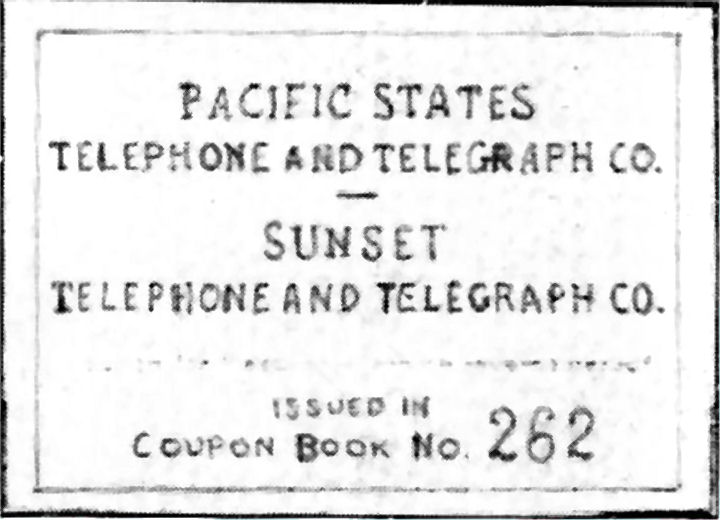 PACIFIC STATES
TELEPHONE AND TELEGRAPH CO.
—
SUNSET
TELEPHONE AND TELEGRAPH CO.
ISSUED IN
COUPON BOOK NO. 262